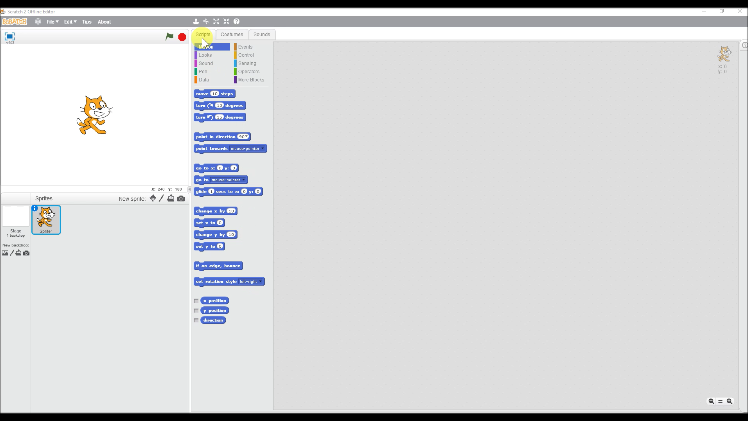 Scratch 2 Offline Editor
SCRATCH File Edit Tips About
Scripts Costumes Sounds
Motion Events
Looks Control
Sound Sensing
Pen Operators
Data More Blocks
move 10 steps
turn 15 degrees
turn 15 degrees
point in direction 90
point towards mouse-pointer
go to x: 0 y: 0
go to mouse-pointer
glide 1 secs to x: 0 y: 0
change x by 10
set x to 0
change y by 10
set y to 0
if on edge, bounce
set rotation style left-right
x position
y position
direction
Sprites New sprite:
Stage
1 backdrop
Sprite1
New backdrop:
x: 0
y: 0